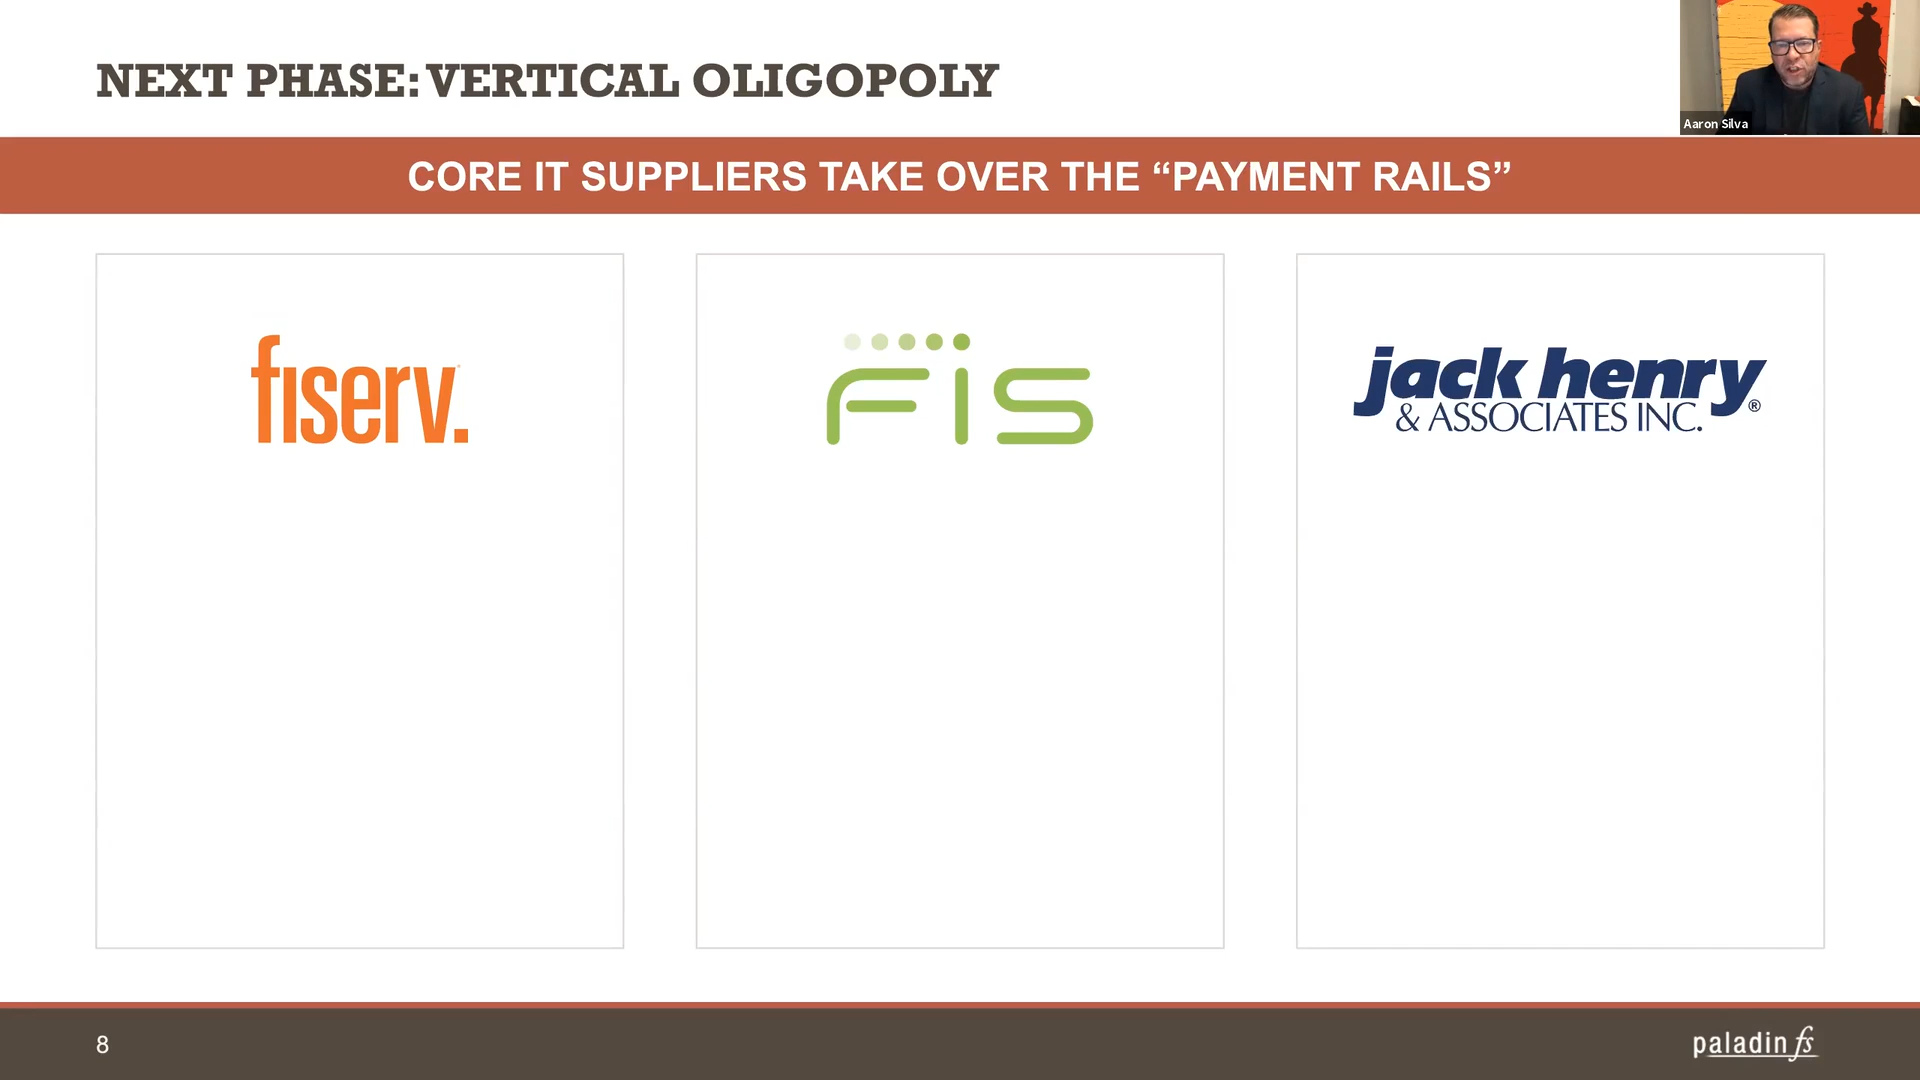 NEXT PHASE: VERTICAL OLIGOPOLY
Aaron Silva
CORE IT SUPPLIERS TAKE OVER THE “PAYMENT RAILS”
fiserv.
FIS
jack henry®
& ASSOCIATES INC.
8
paladin fs